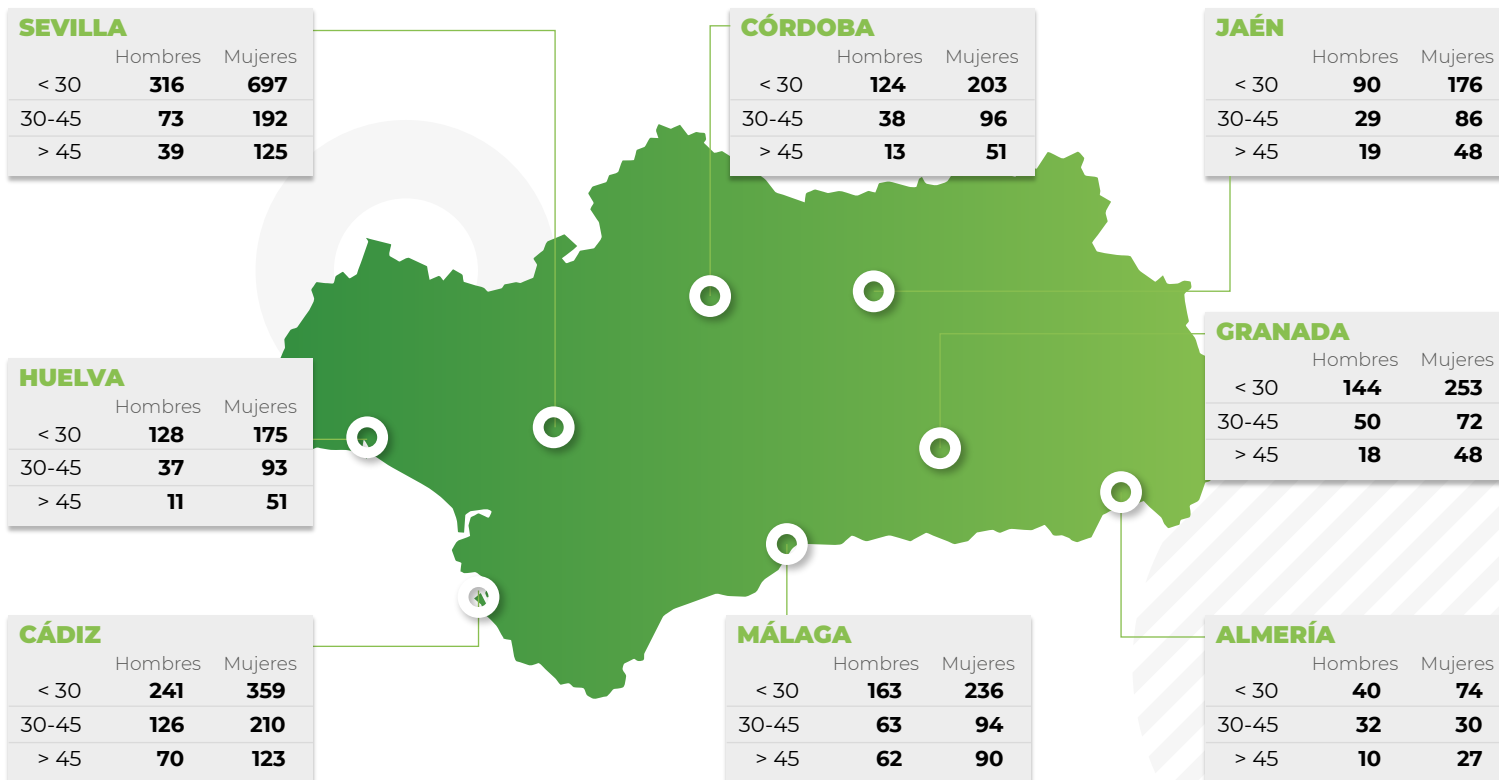 SEVILLA
Hombres Mujeres
< 30 316 697
30-45 73 192
> 45 39 125
CÓRDOBA
Hombres Mujeres
< 30 124 203
30-45 38 96
> 45 13 51
JAÉN
Hombres Mujeres
< 30 90 176
30-45 29 86
> 45 19 48
HUELVA
Hombres Mujeres
< 30 128 175
30-45 37 93
> 45 11 51
GRANADA
Hombres Mujeres
< 30 144 253
30-45 50 72
> 45 18 48
CÁDIZ
Hombres Mujeres
< 30 241 359
30-45 126 210
> 45 70 123
MÁLAGA
Hombres Mujeres
< 30 163 236
30-45 63 94
> 45 62 90
ALMERÍA
Hombres Mujeres
< 30 40 74
30-45 32 30
> 45 10 27